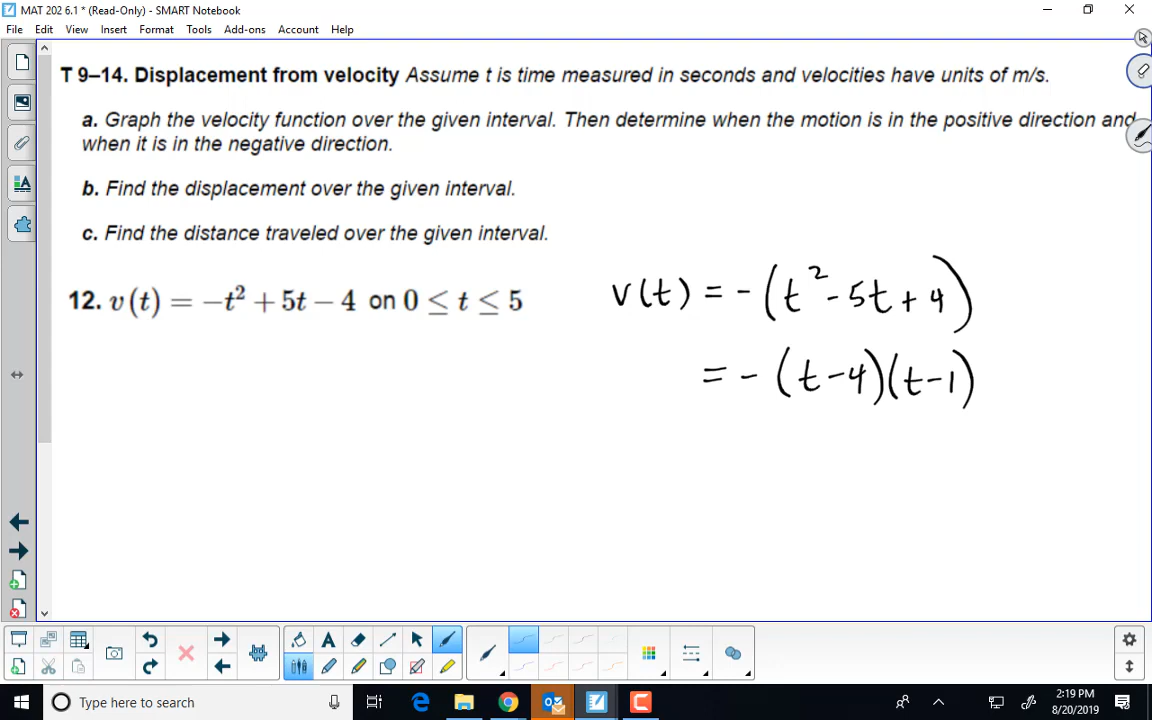 MAT 202 6.1 * (Read-Only) - SMART Notebook
File Edit View Insert Format Tools Add-ons Account Help
T 9–14. Displacement from velocity Assume t is time measured in seconds and velocities have units of m/s.
a. Graph the velocity function over the given interval. Then determine when the motion is in the positive direction and
when it is in the negative direction.
b. Find the displacement over the given interval.
c. Find the distance traveled over the given interval.
12. v(t) = −t² + 5t − 4 on 0 ≤ t ≤ 5
v(t) = -(t² - 5t + 4)
= -(t-4)(t-1)
Type here to search
2:19 PM
8/20/2019